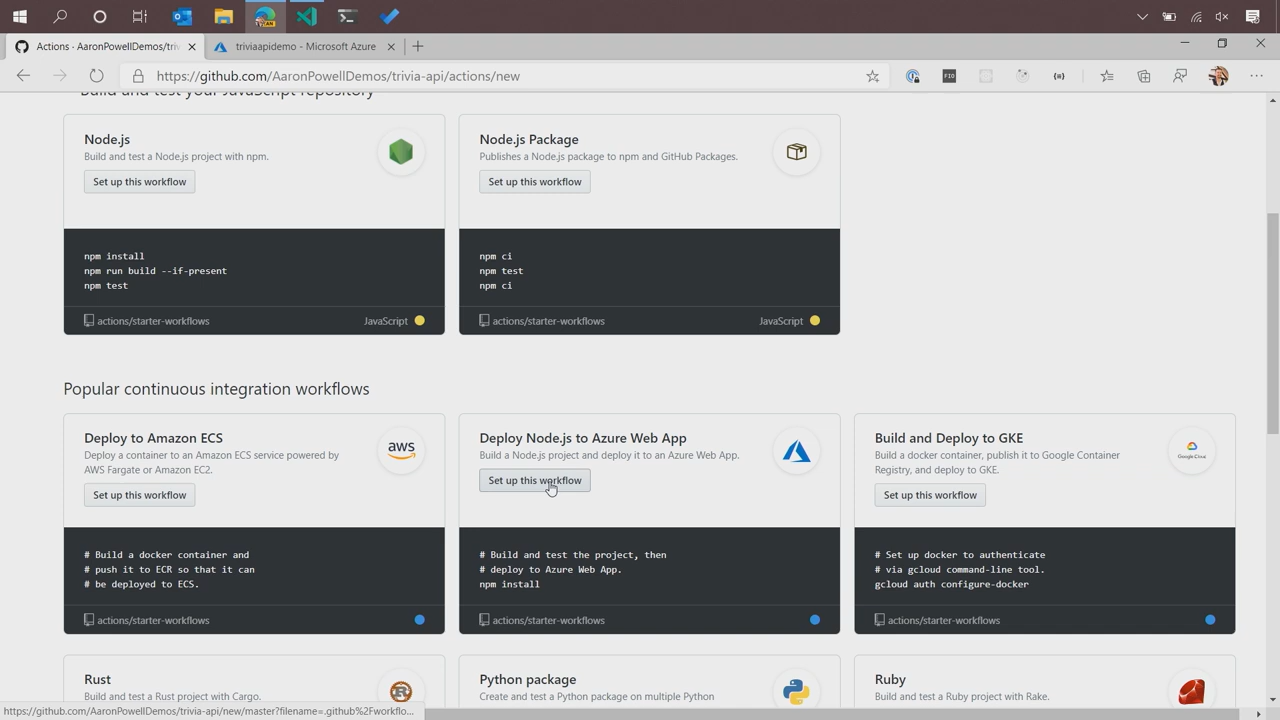 Actions · AaronPowellDemos/triv
triviaapidemo - Microsoft Azure
https://github.com/AaronPowellDemos/trivia-api/actions/new
FIO
Build and test your JavaScript repository
Node.js
Build and test a Node.js project with npm.
Set up this workflow
npm install
npm run build --if-present
npm test
actions/starter-workflows
JavaScript
Node.js Package
Publishes a Node.js package to npm and GitHub Packages.
Set up this workflow
npm ci
npm test
npm ci
actions/starter-workflows
JavaScript
Popular continuous integration workflows
Deploy to Amazon ECS
Deploy a container to an Amazon ECS service powered by
AWS Fargate or Amazon EC2.
aws
Set up this workflow
# Build a docker container and
# push it to ECR so that it can
# be deployed to ECS.
actions/starter-workflows
Deploy Node.js to Azure Web App
Build a Node.js project and deploy it to an Azure Web App.
Set up this workflow
# Build and test the project, then
# deploy to Azure Web App.
npm install
actions/starter-workflows
Build and Deploy to GKE
Build a docker container, publish it to Google Container
Registry, and deploy to GKE.
Google Cloud
Set up this workflow
# Set up docker to authenticate
# via gcloud command-line tool.
gcloud auth configure-docker
actions/starter-workflows
Rust
Build and test a Rust project with Cargo.
Python package
Create and test a Python package on multiple Python
Ruby
Build and test a Ruby project with Rake.
https://github.com/AaronPowellDemos/trivia-api/new/master?filename=.github%2Fworkflo...